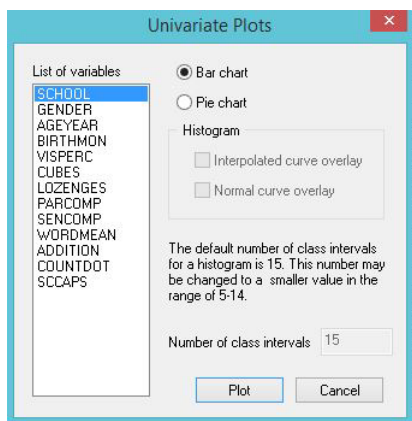 Univariate Plots
×
List of variables
SCHOOL
GENDER
AGEYEAR
BIRTHMON
VISPERC
CUBES
LOZENGES
PARCOMP
SENCOMP
WORDMEAN
ADDITION
COUNTDOT
SCCAPS
Bar chart
Pie chart
Histogram
Interpolated curve overlay
Normal curve overlay
The default number of class intervals
for a histogram is 15. This number may
be changed to a smaller value in the
range of 5-14.
Number of class intervals 15
Plot Cancel